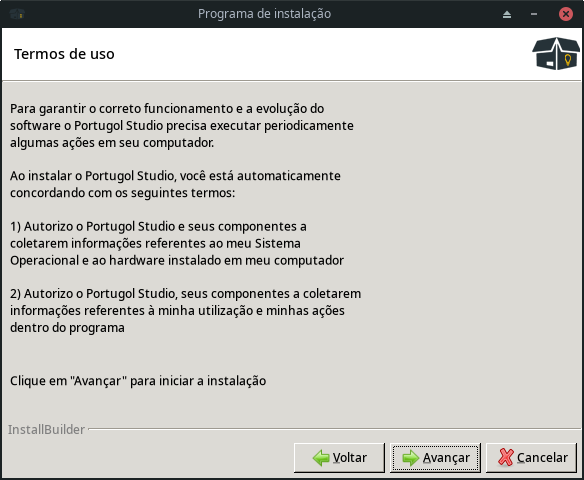 Programa de instalação
Termos de uso
Para garantir o correto funcionamento e a evolução do
software o Portugol Studio precisa executar periodicamente
algumas ações em seu computador.
Ao instalar o Portugol Studio, você está automaticamente
concordando com os seguintes termos:
1) Autorizo o Portugol Studio e seus componentes a
coletarem informações referentes ao meu Sistema
Operacional e ao hardware instalado em meu computador
2) Autorizo o Portugol Studio, seus componentes a coletarem
informações referentes à minha utilização e minhas ações
dentro do programa
Clique em "Avançar" para iniciar a instalação
InstallBuilder
Voltar Avançar Cancelar